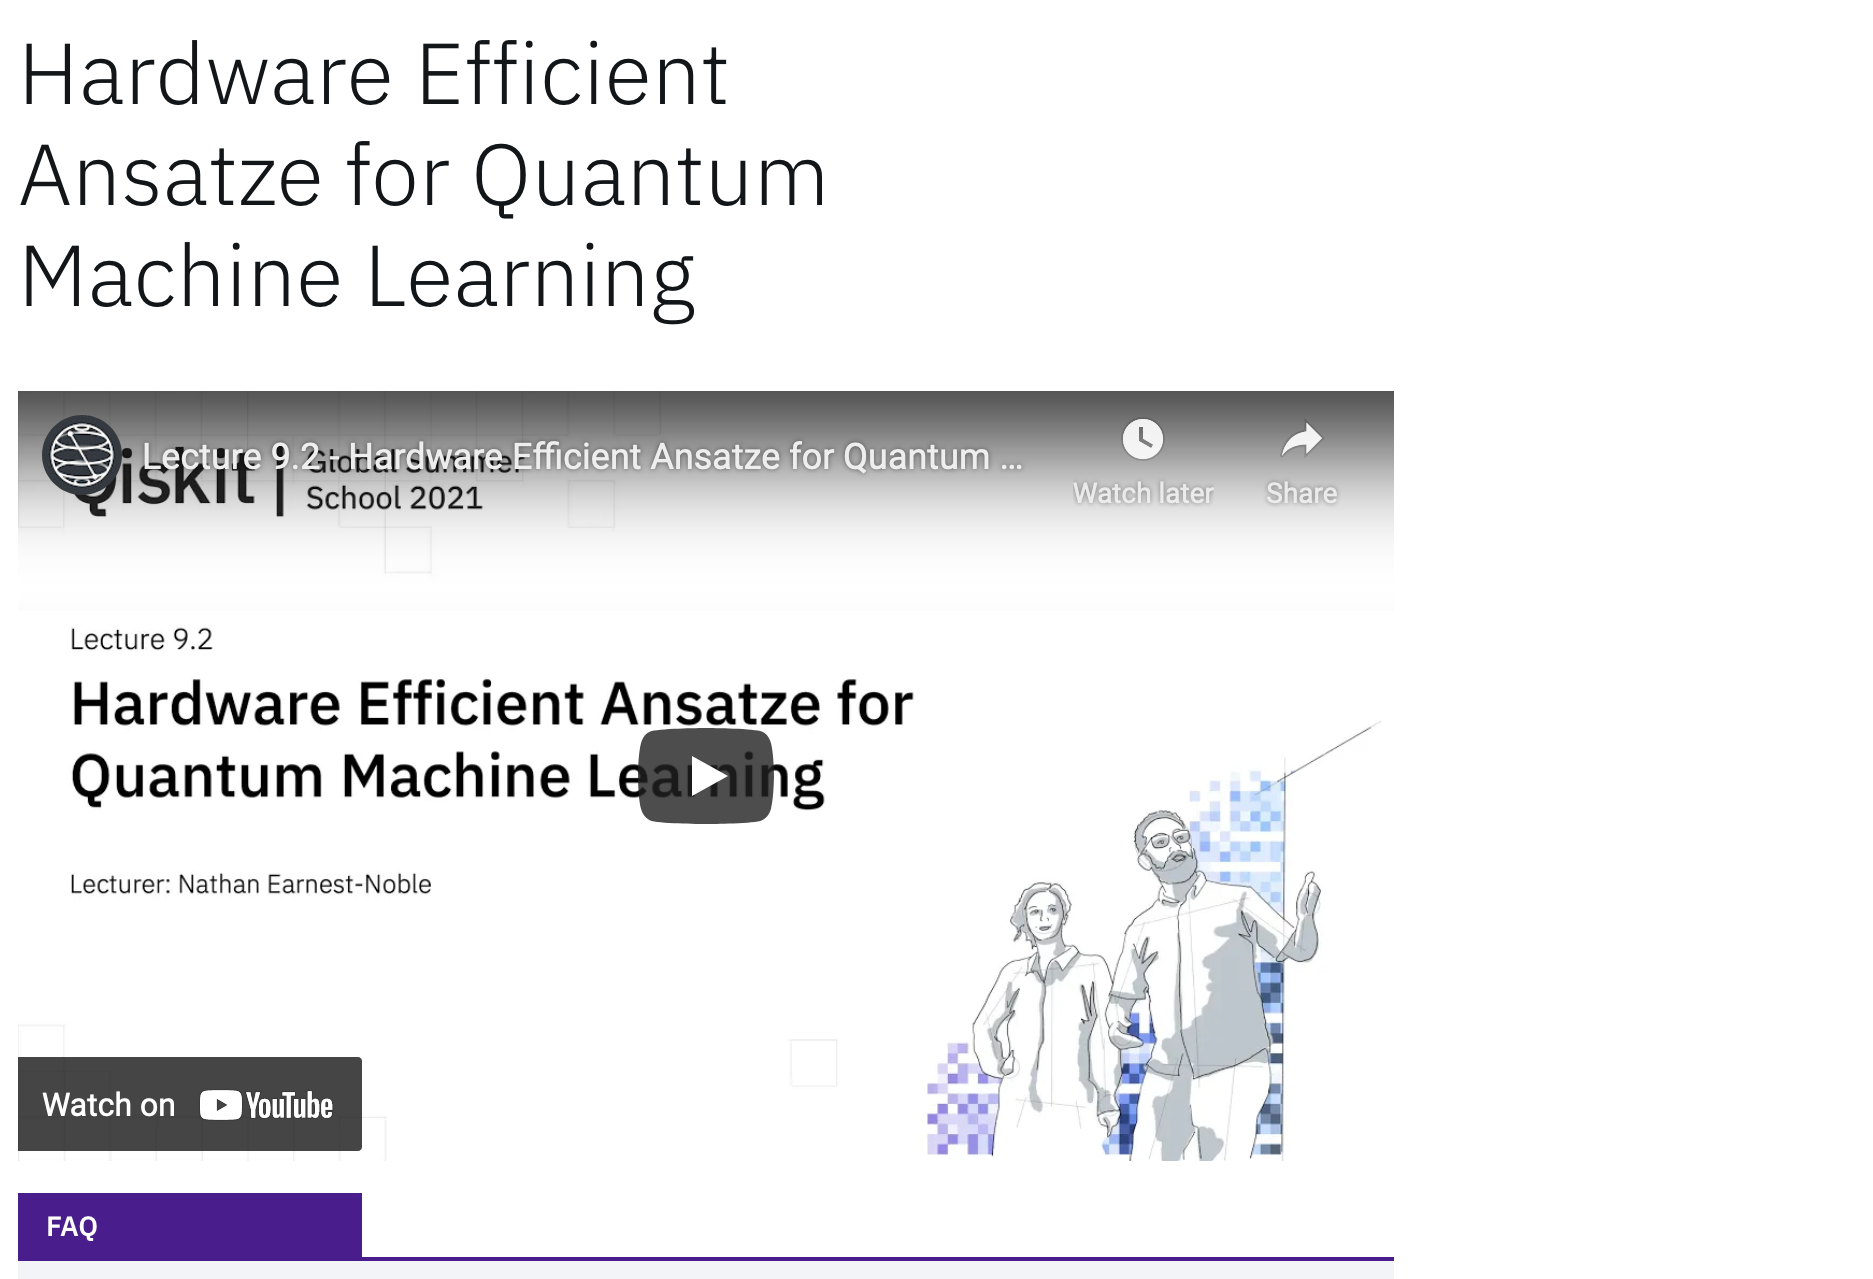 Hardware Efficient
Ansatze for Quantum
Machine Learning
Lecture 9.2 - Hardware Efficient Ansatze for Quantum ...
Watch later
Share
Qiskit | Global Summer
School 2021
Lecture 9.2
Hardware Efficient Ansatze for
Quantum Machine Learning
Lecturer: Nathan Earnest-Noble
Watch on YouTube
FAQ